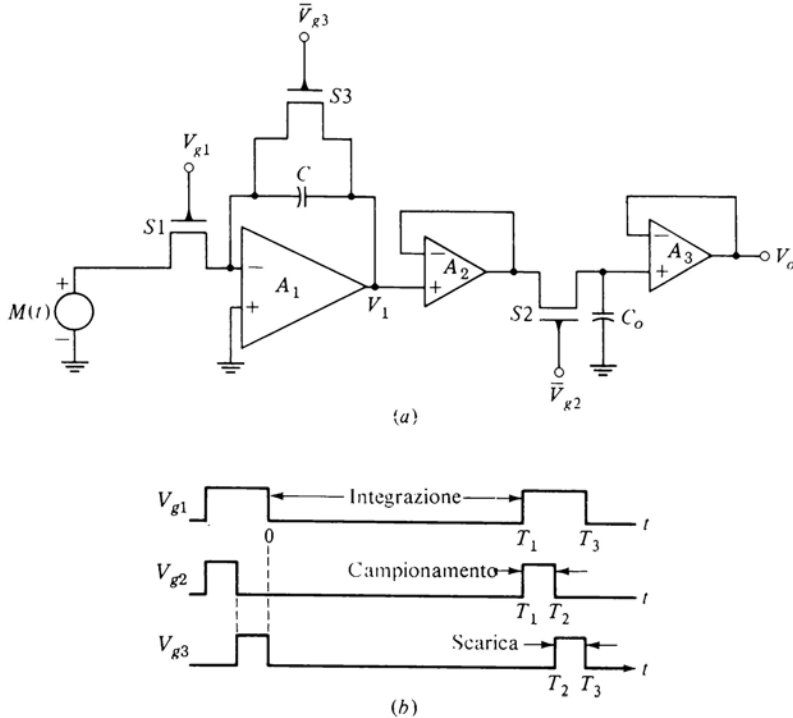 V̅g3
S3
Vg1
C
S1
−
A1
+
+
M(t)
−
V1
−
A2
+
S2
Co
V̅g2
−
A3
+
Vo
(a)
Vg1
Integrazione
t
0
T1
T3
Vg2
Campionamento
t
T1
T2
Vg3
Scarica
t
T2
T3
(b)